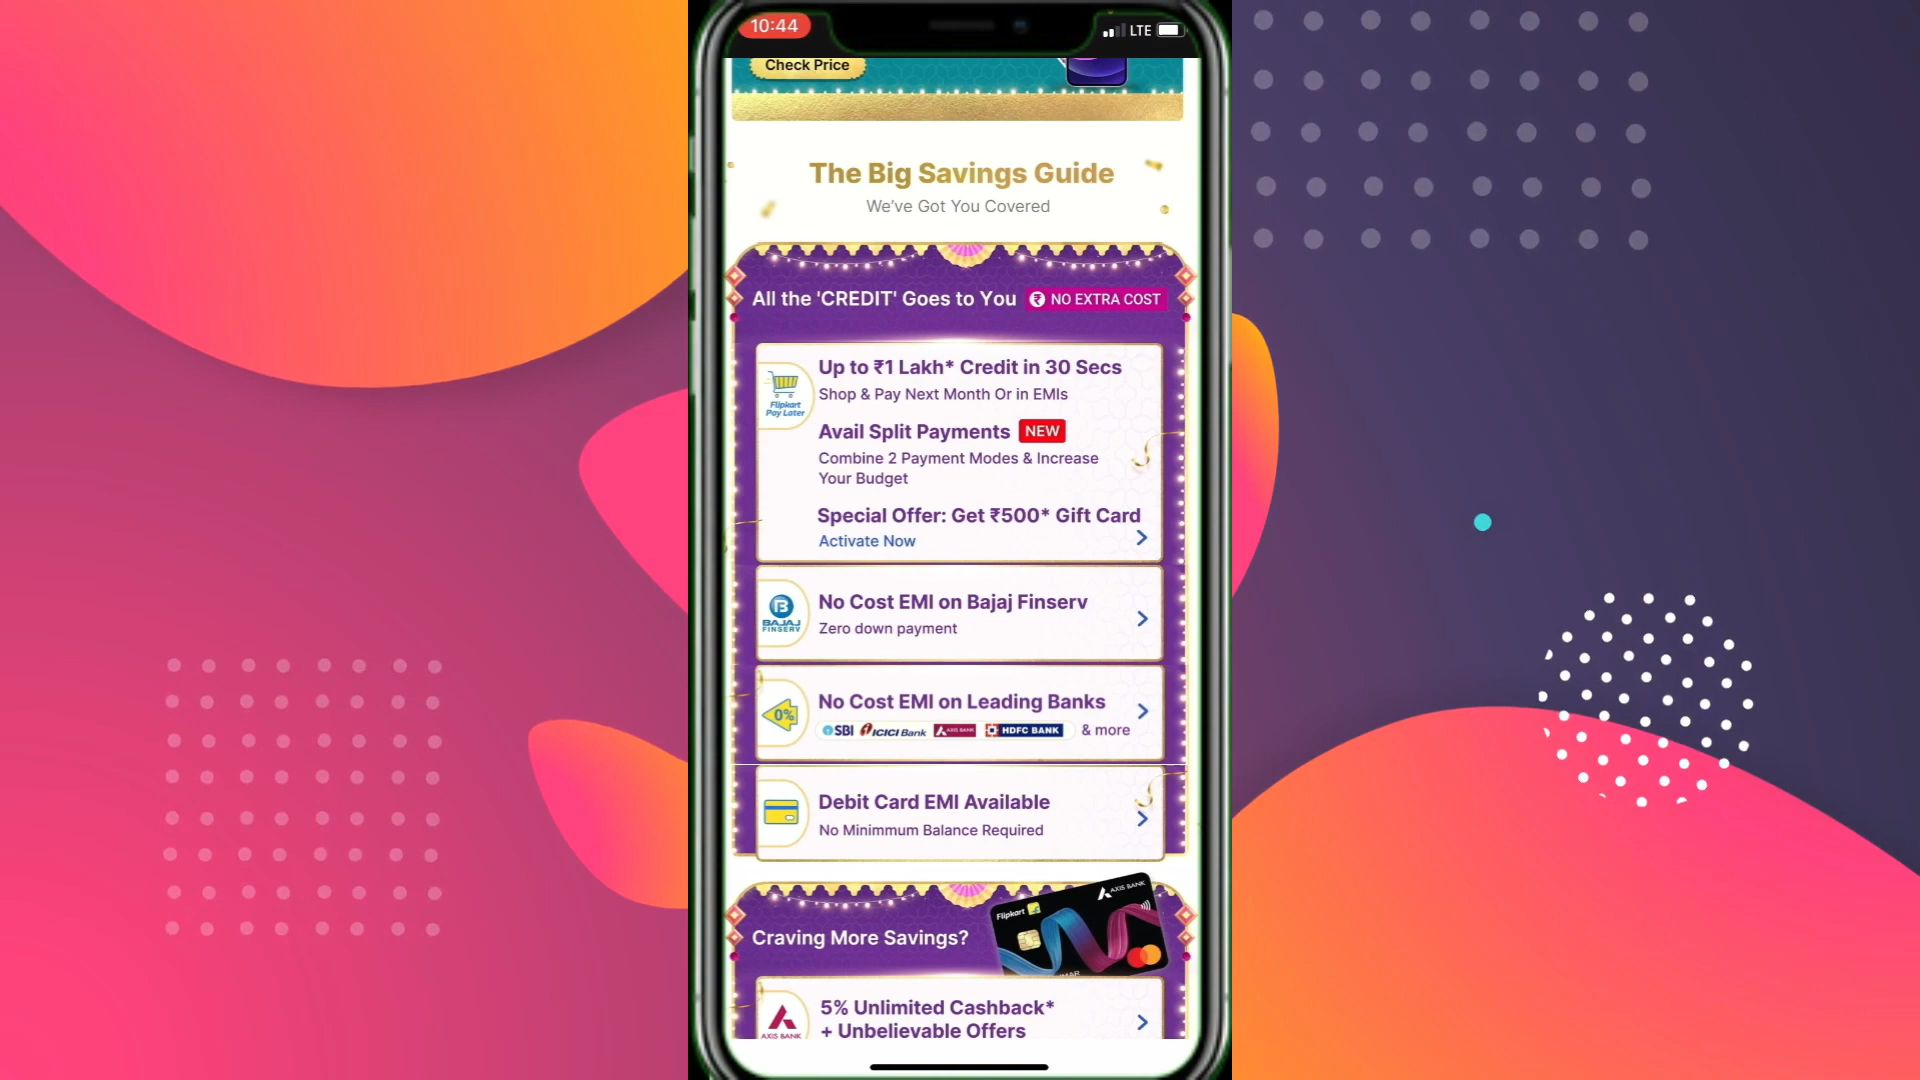 10:44
LTE
Check Price
The Big Savings Guide
We've Got You Covered
All the 'CREDIT' Goes to You ₹ NO EXTRA COST
Up to ₹1 Lakh* Credit in 30 Secs
Flipkart
Pay Later
Shop & Pay Next Month Or in EMIs
Avail Split Payments NEW
Combine 2 Payment Modes & Increase
Your Budget
Special Offer: Get ₹500* Gift Card
Activate Now
BAJAJ
FINSERV
No Cost EMI on Bajaj Finserv
Zero down payment
0%
No Cost EMI on Leading Banks
SBI ICICI Bank AXIS BANK HDFC BANK & more
Debit Card EMI Available
No Minimmum Balance Required
AXIS BANK
Flipkart
Craving More Savings?
5% Unlimited Cashback*
+ Unbelievable Offers
AXIS BANK